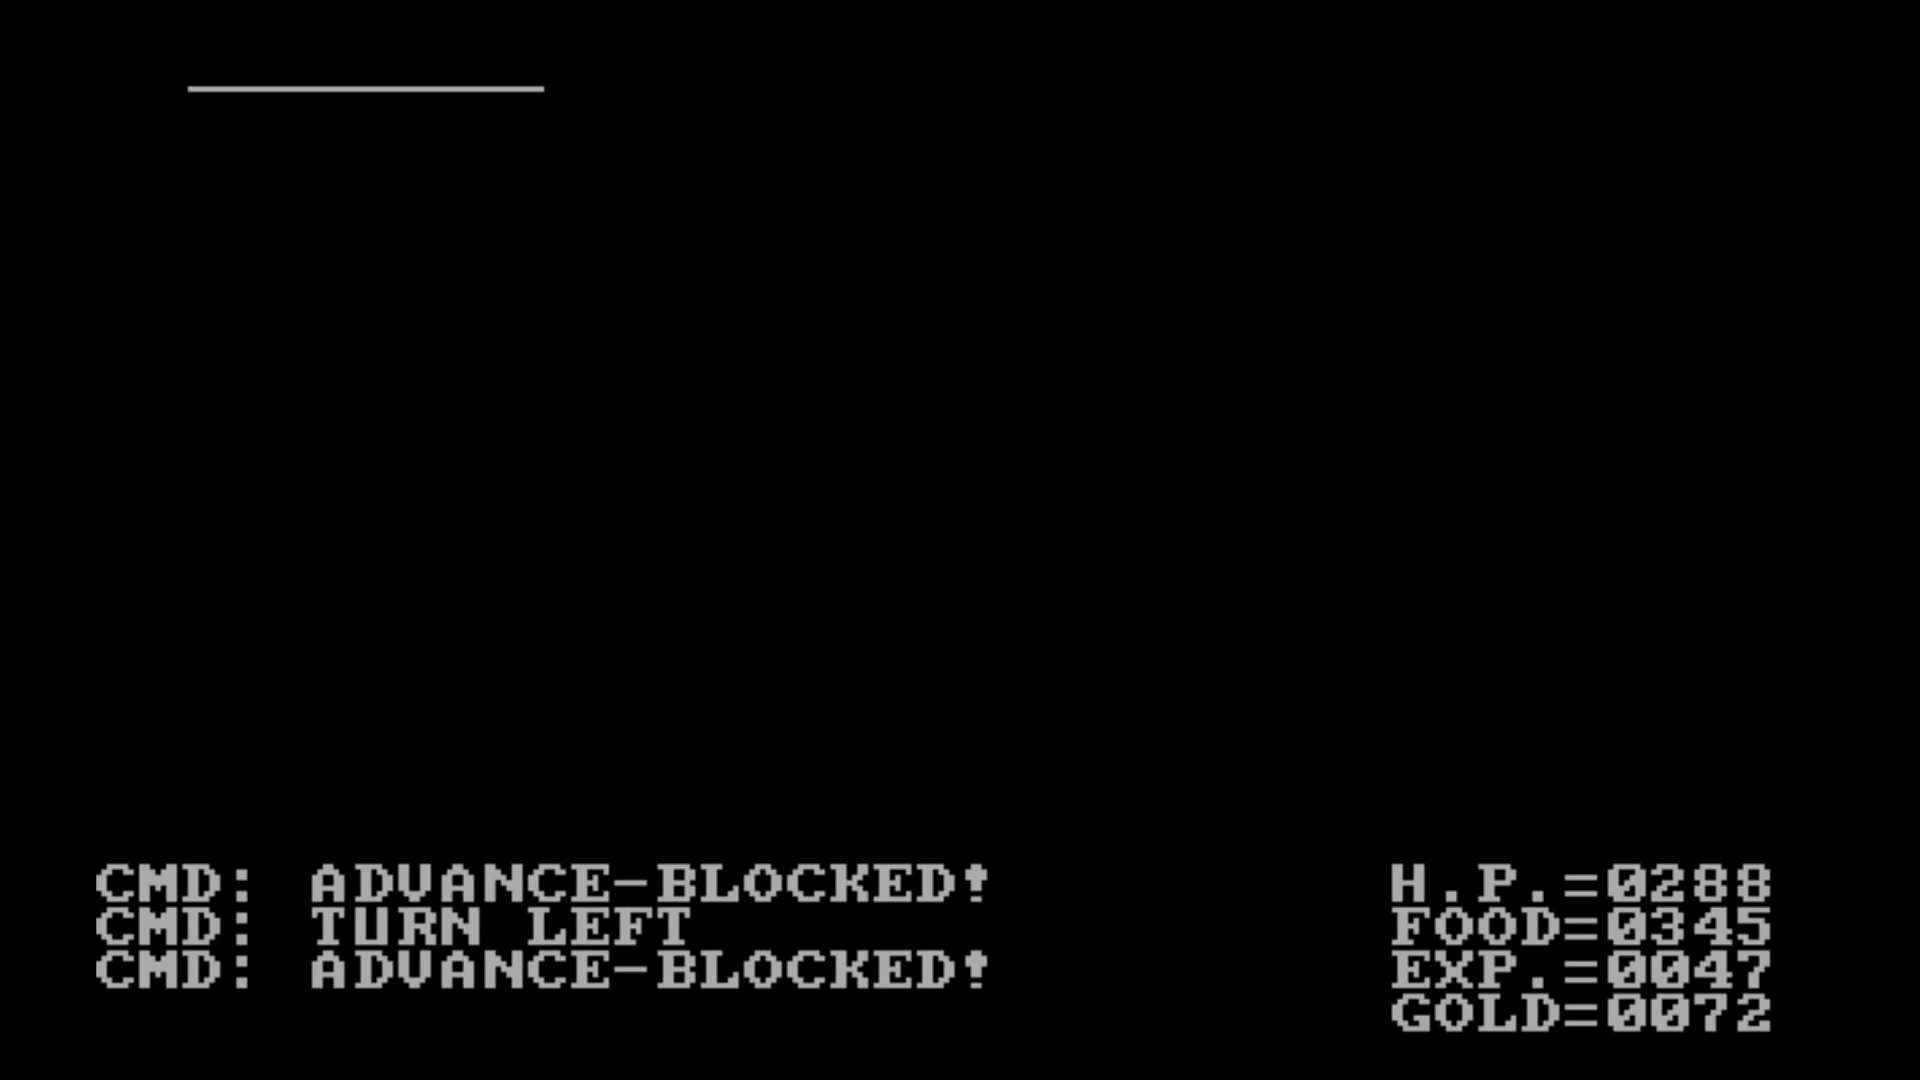 CMD: ADVANCE-BLOCKED!
CMD: TURN LEFT
CMD: ADVANCE-BLOCKED!
H.P.=0288
FOOD=0345
EXP.=0047
GOLD=0072